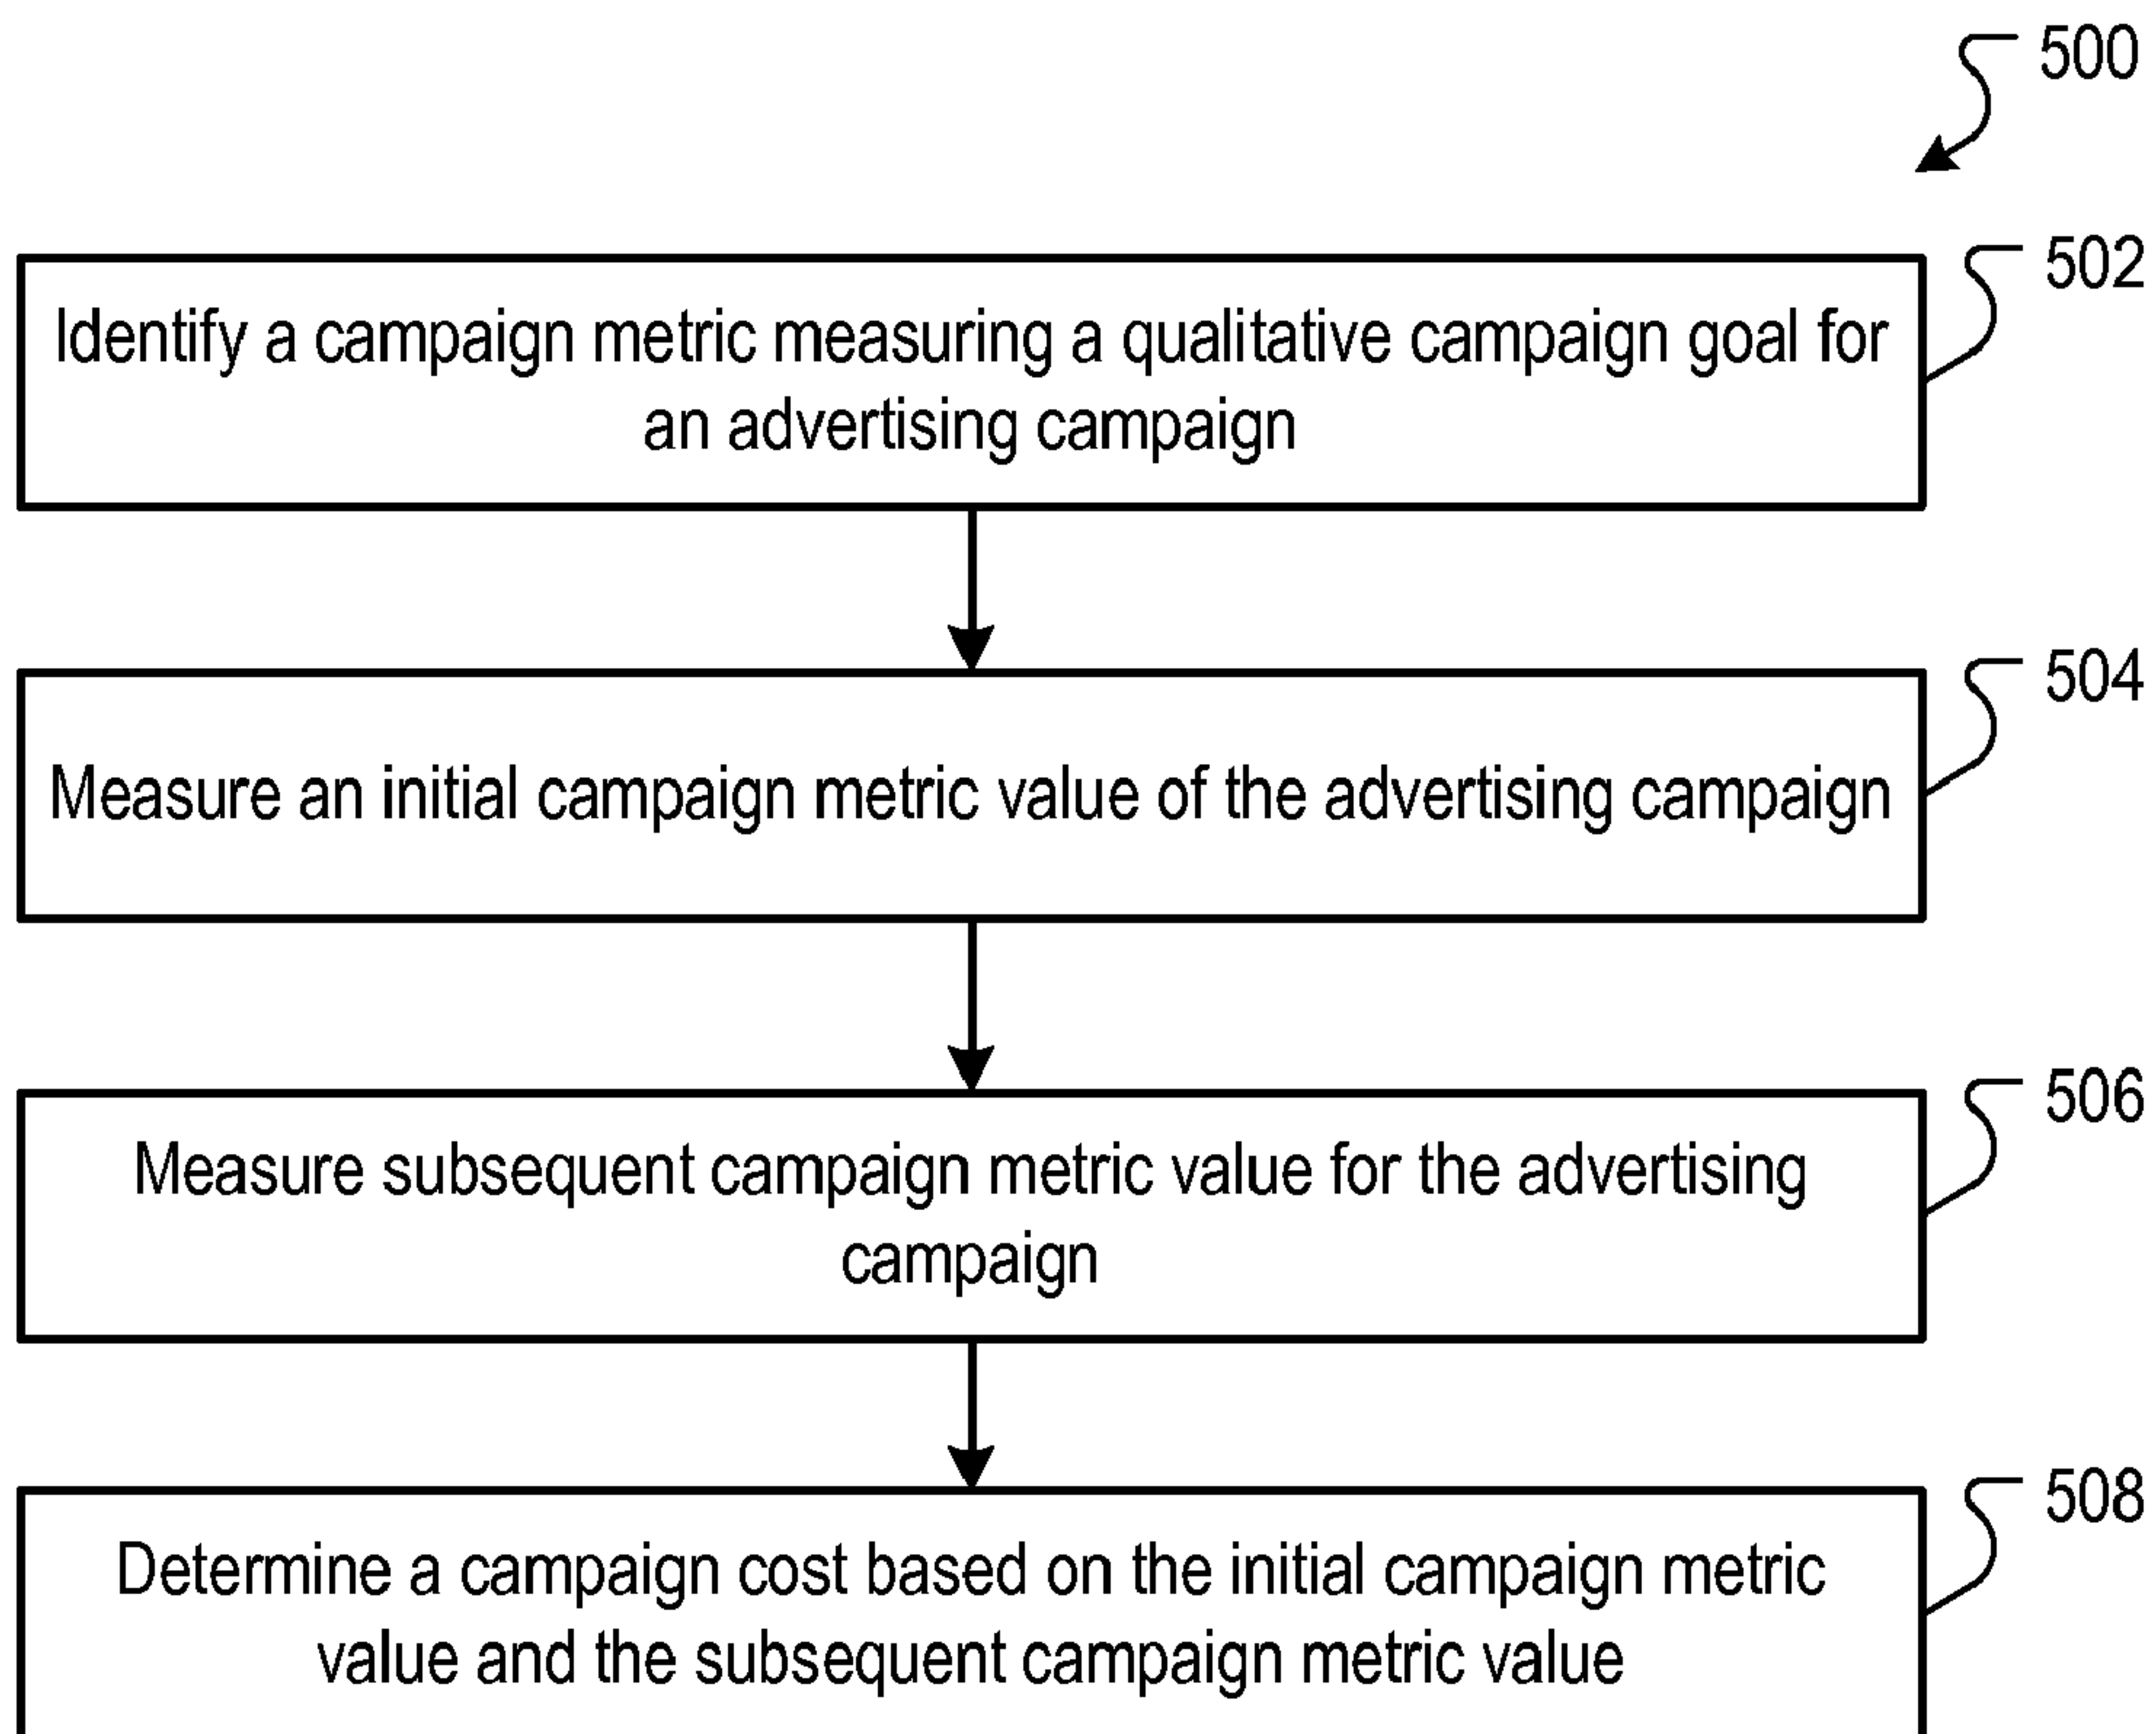 500
502
Identify a campaign metric measuring a qualitative campaign goal for
an advertising campaign
504
Measure an initial campaign metric value of the advertising campaign
506
Measure subsequent campaign metric value for the advertising
campaign
508
Determine a campaign cost based on the initial campaign metric
value and the subsequent campaign metric value